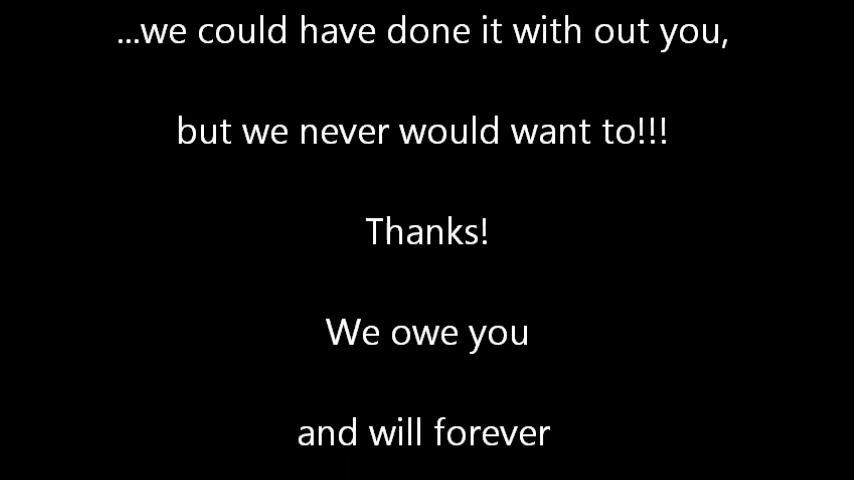 ...we could have done it with out you,
but we never would want to!!!
Thanks!
We owe you
and will forever